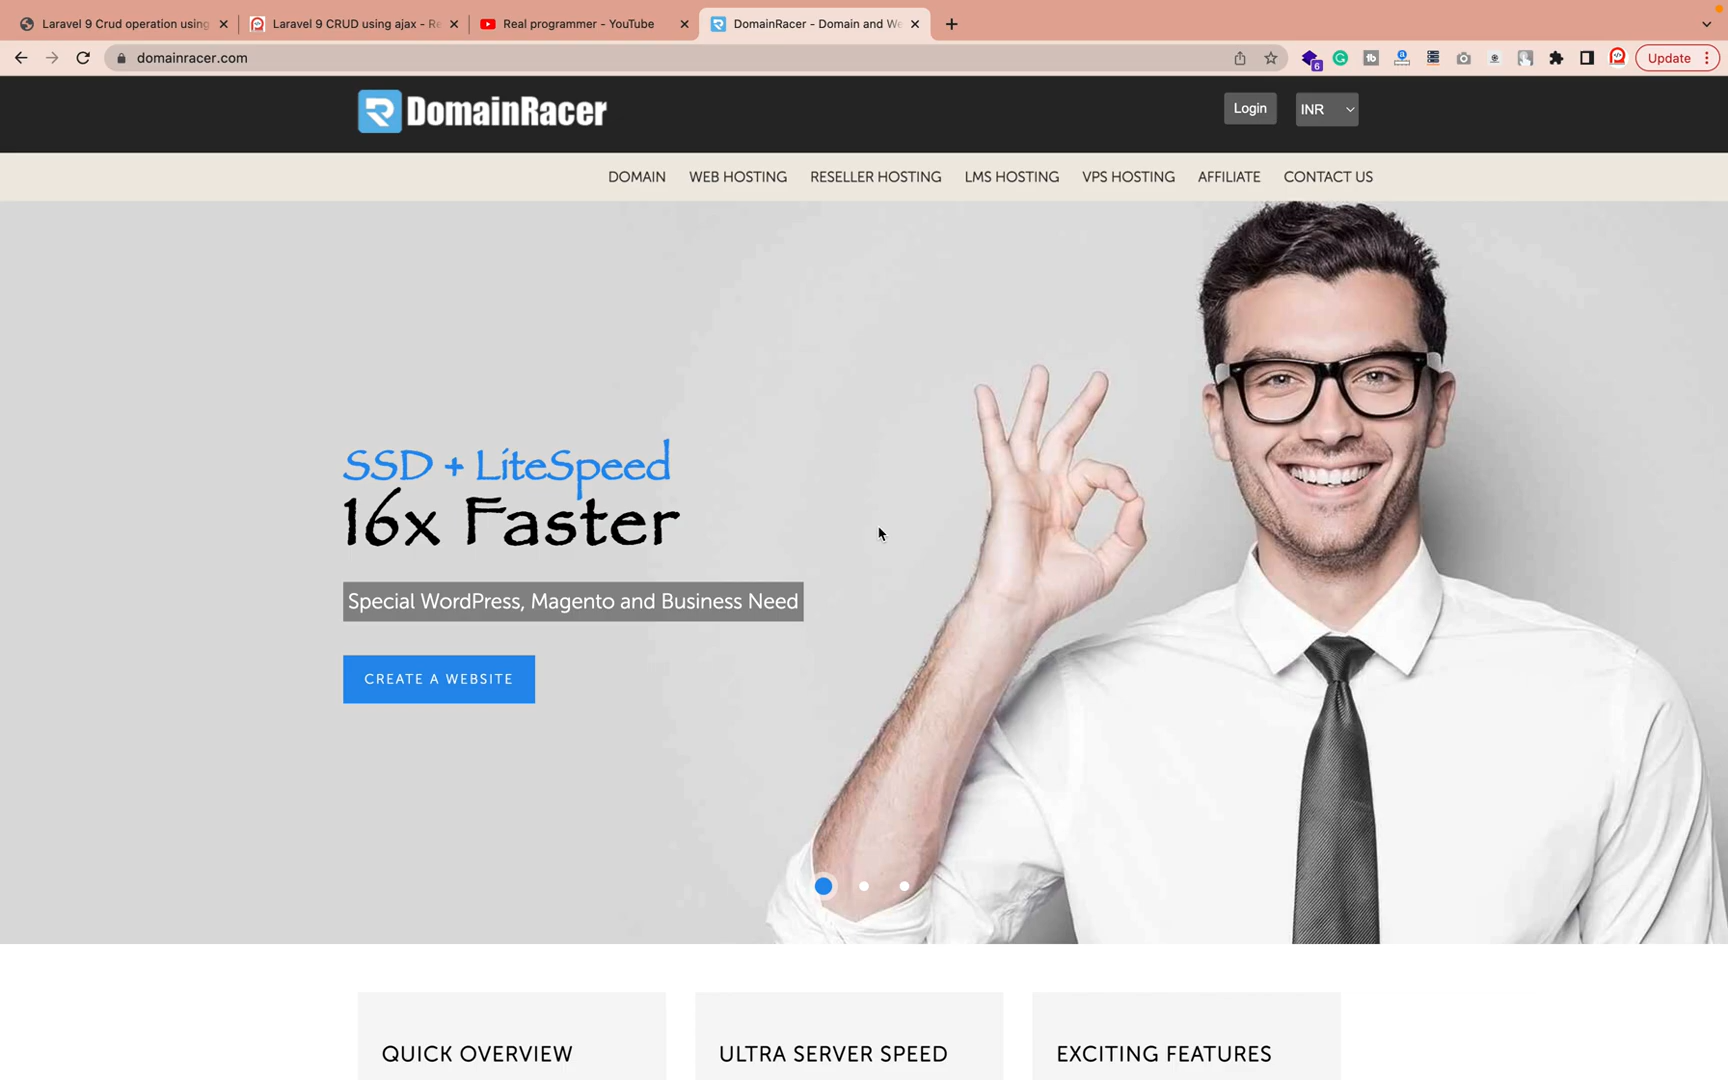 Laravel 9 Crud operation using
Laravel 9 CRUD using ajax - Re
Real programmer - YouTube
DomainRacer - Domain and We
domainracer.com
6
Update
DomainRacer
Login
INR
DOMAIN
WEB HOSTING
RESELLER HOSTING
LMS HOSTING
VPS HOSTING
AFFILIATE
CONTACT US
SSD + LiteSpeed
16x Faster
Special WordPress, Magento and Business Need
CREATE A WEBSITE
QUICK OVERVIEW
ULTRA SERVER SPEED
EXCITING FEATURES